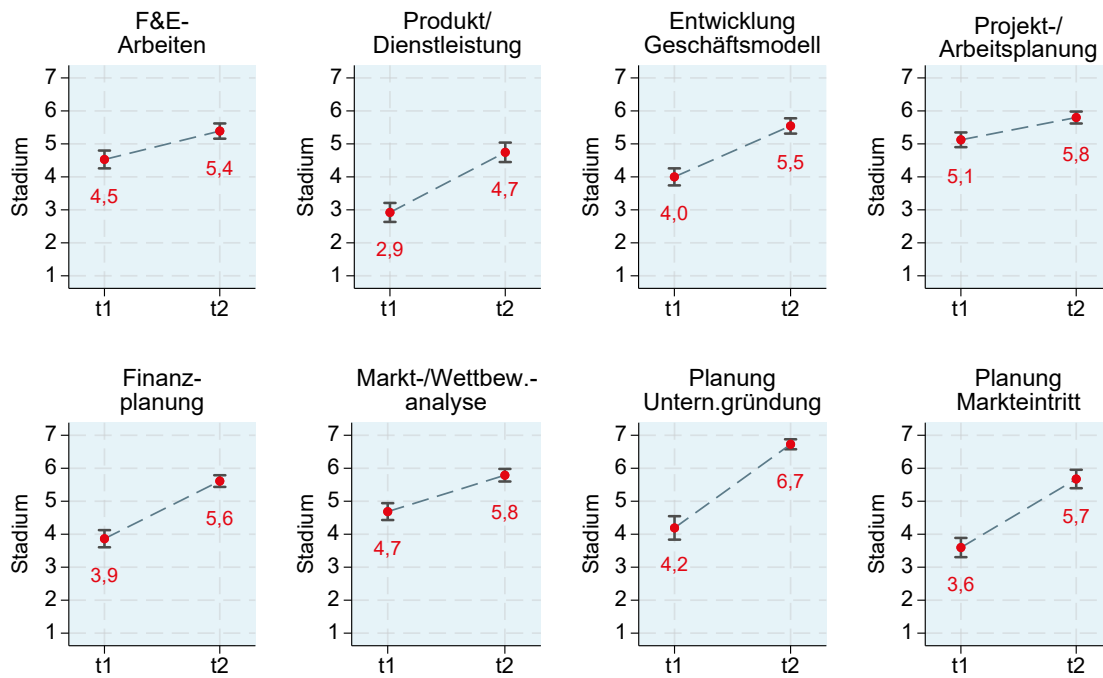 F&E-
Arbeiten
7
6
5
4
3
2
1
Stadium
4,5
5,4
t1
t2
Produkt/
Dienstleistung
7
6
5
4
3
2
1
Stadium
2,9
4,7
t1
t2
Entwicklung
Geschäftsmodell
7
6
5
4
3
2
1
Stadium
4,0
5,5
t1
t2
Projekt-/
Arbeitsplanung
7
6
5
4
3
2
1
Stadium
5,1
5,8
t1
t2
Finanz-
planung
7
6
5
4
3
2
1
Stadium
3,9
5,6
t1
t2
Markt-/Wettbew.-
analyse
7
6
5
4
3
2
1
Stadium
4,7
5,8
t1
t2
Planung
Untern.gründung
7
6
5
4
3
2
1
Stadium
4,2
6,7
t1
t2
Planung
Markteintritt
7
6
5
4
3
2
1
Stadium
3,6
5,7
t1
t2